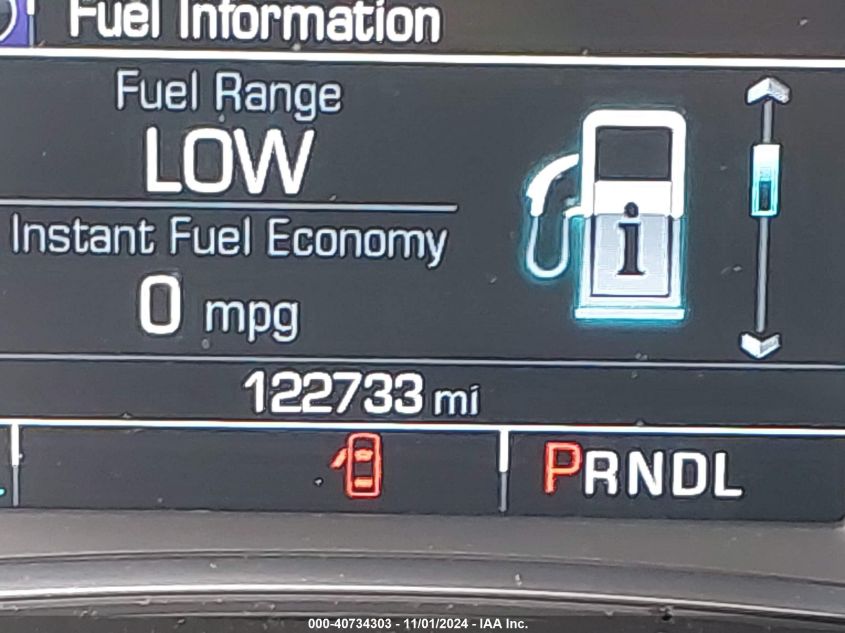 Fuel Information
Fuel Range
LOW
Instant Fuel Economy
0 mpg
122733 mi
PRNDL
000-40734303 - 11/01/2024 - IAA Inc.